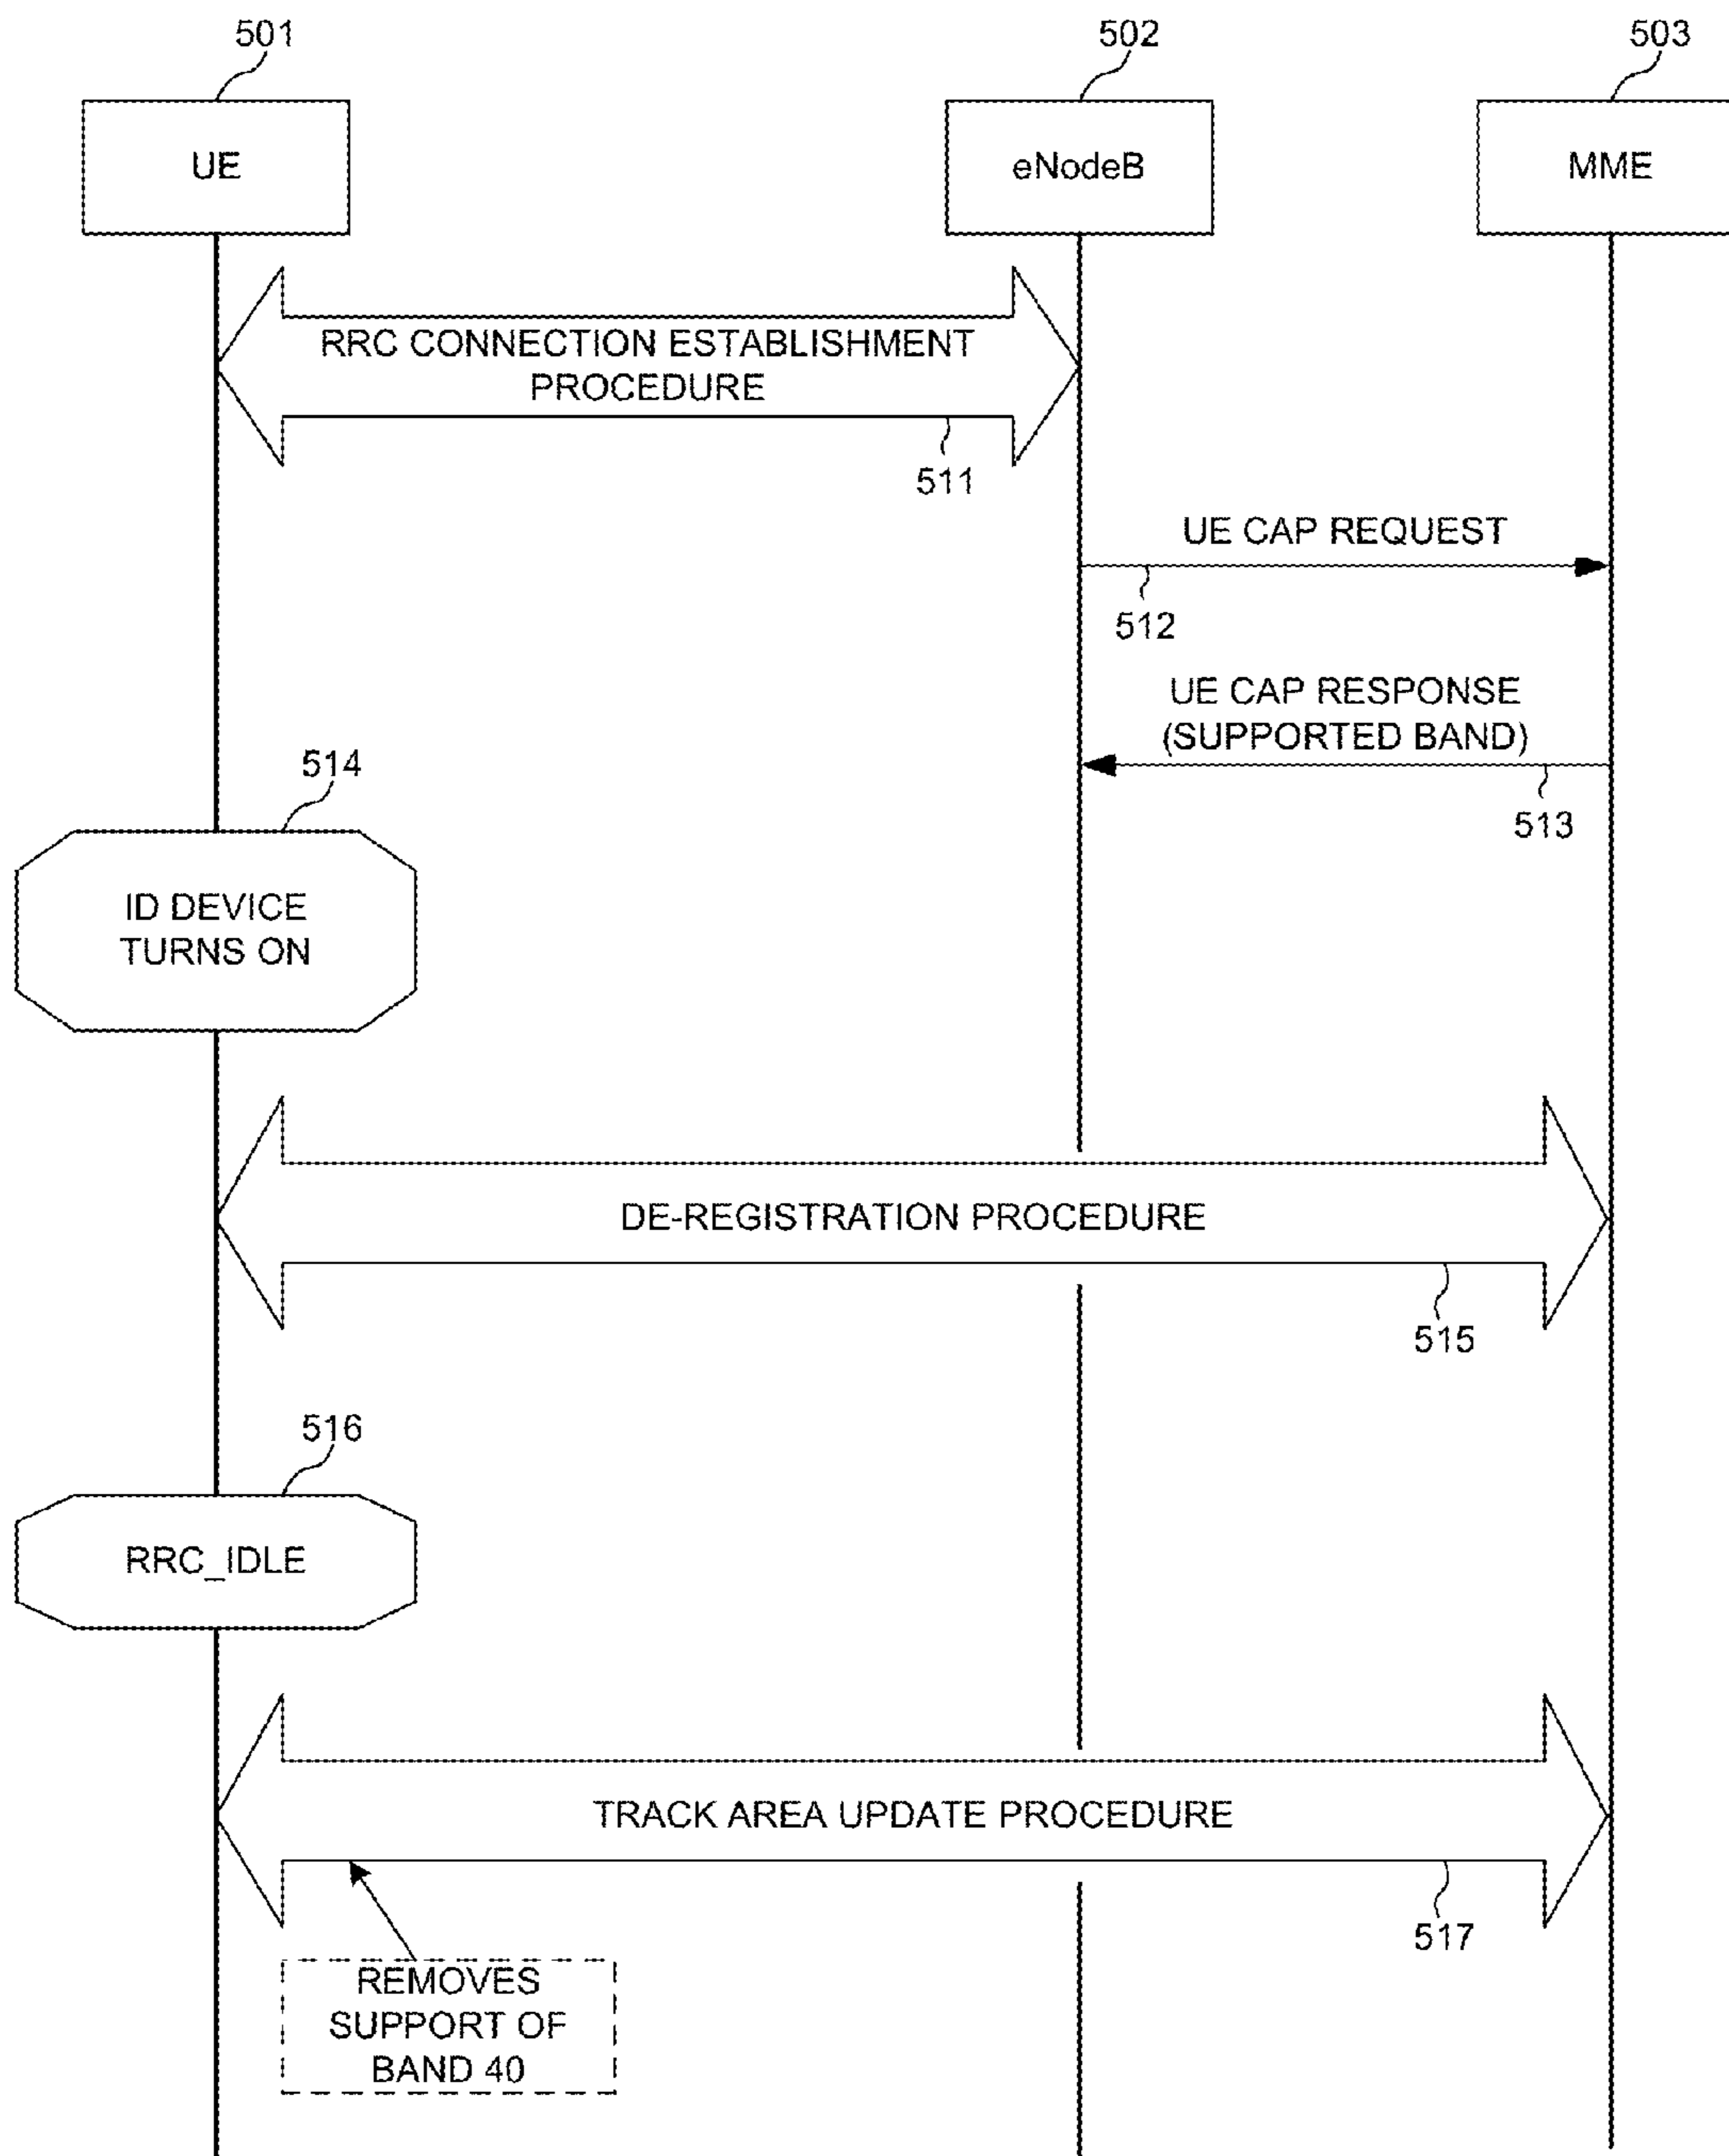 501
502
503
UE
eNodeB
MME
RRC CONNECTION ESTABLISHMENT
PROCEDURE
511
UE CAP REQUEST
512
UE CAP RESPONSE
(SUPPORTED BAND)
513
514
ID DEVICE
TURNS ON
DE-REGISTRATION PROCEDURE
515
516
RRC_IDLE
TRACK AREA UPDATE PROCEDURE
517
REMOVES
SUPPORT OF
BAND 40